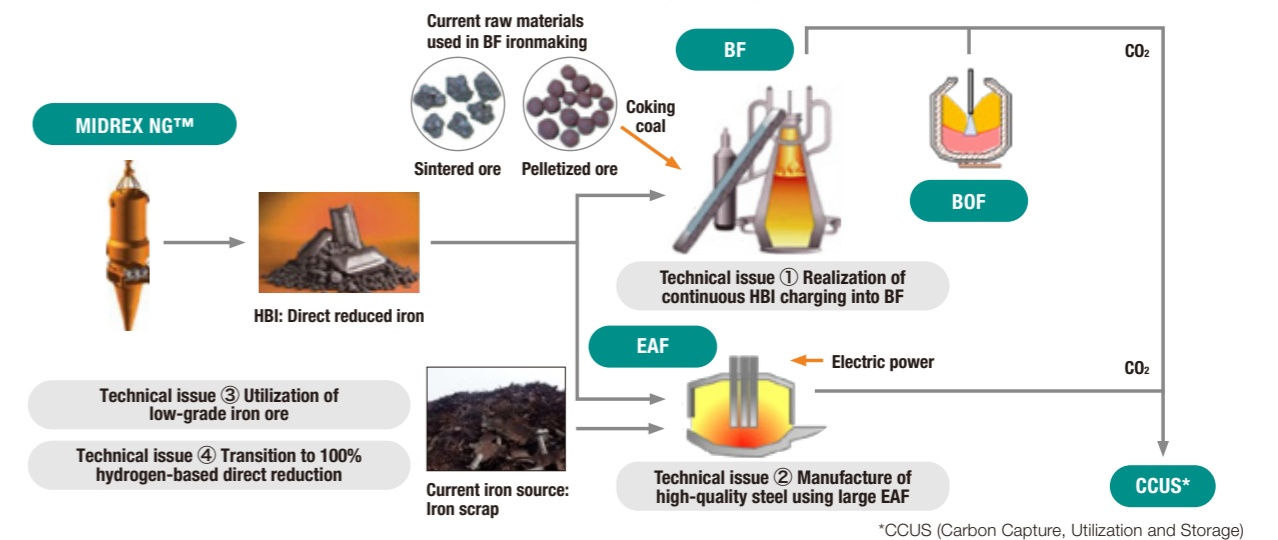 Current raw materials
used in BF ironmaking
BF
CO₂
MIDREX NG™
Coking
coal
Sintered ore
Pelletized ore
BOF
Technical issue ① Realization of
continuous HBI charging into BF
HBI: Direct reduced iron
EAF
Electric power
CO₂
Technical issue ③ Utilization of
low-grade iron ore
Technical issue ④ Transition to 100%
hydrogen-based direct reduction
Current iron source:
Iron scrap
Technical issue ② Manufacture of
high-quality steel using large EAF
CCUS*
*CCUS (Carbon Capture, Utilization and Storage)